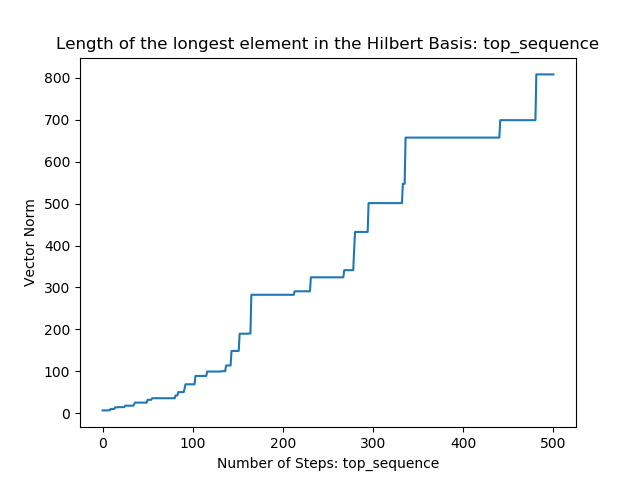 Length of the longest element in the Hilbert Basis: top_sequence
800
700
600
500
400
300
200
100
0
Vector Norm
0 100 200 300 400 500
Number of Steps: top_sequence